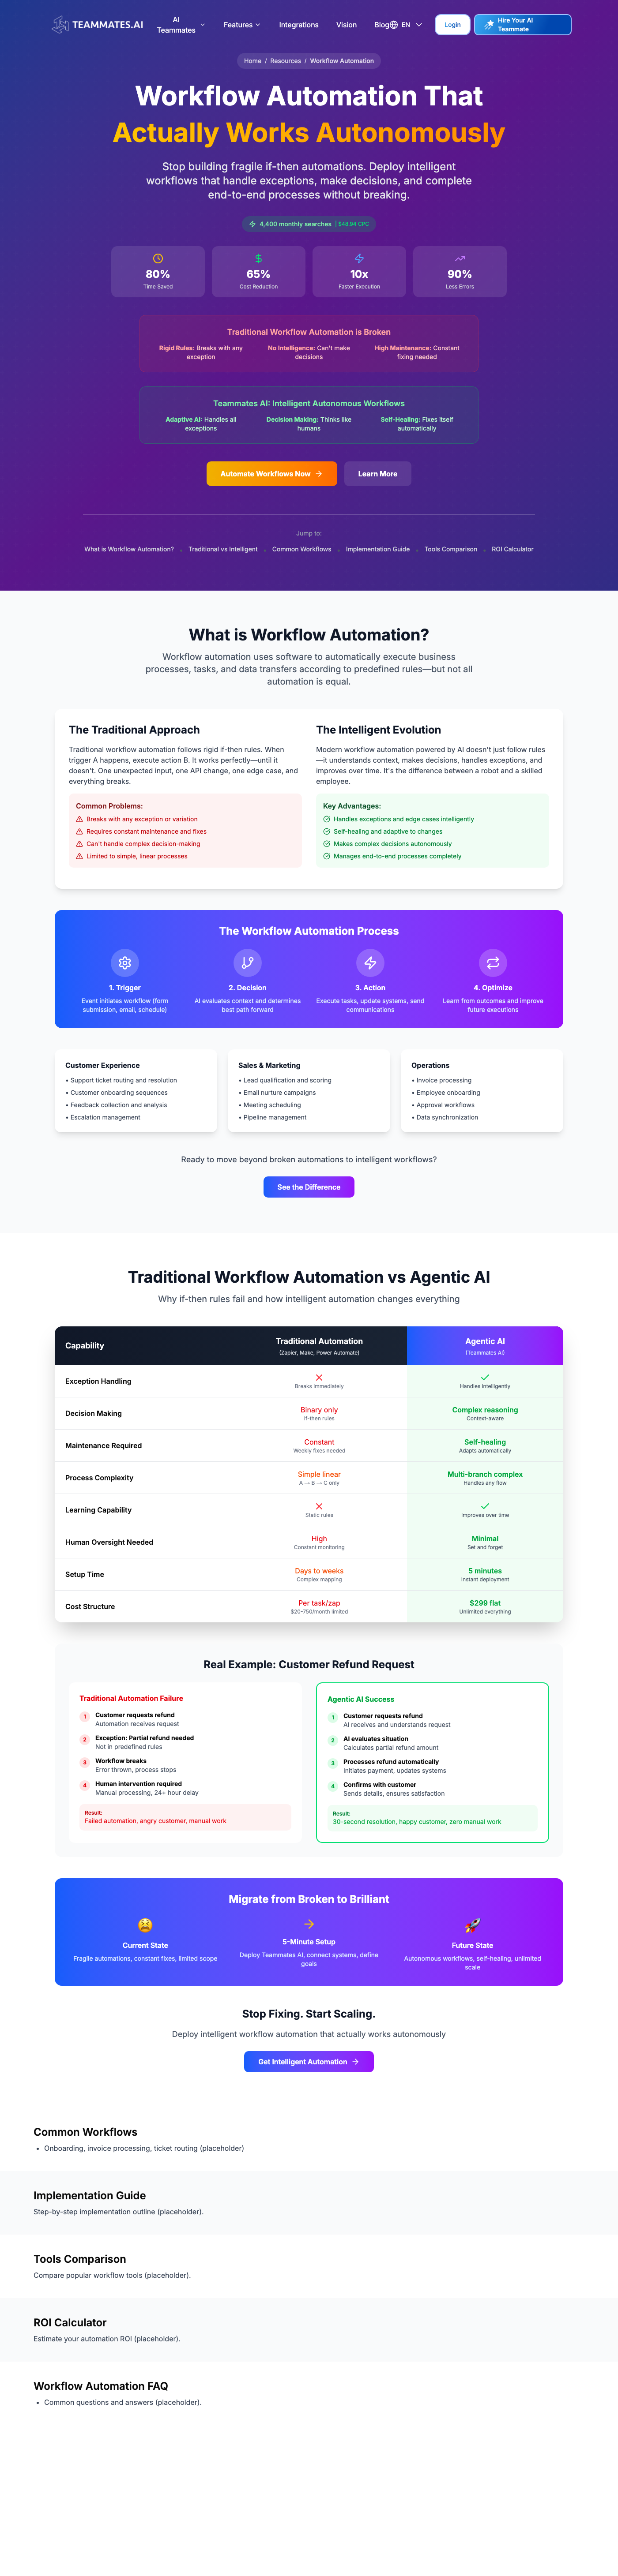 TEAMMATES.AI
AI
Teammates
Features
Integrations
Vision
Blog
EN
Login
Hire Your AI
Teammate
Home / Resources / Workflow Automation
Workflow Automation That
Actually Works Autonomously
Stop building fragile if-then automations. Deploy intelligent
workflows that handle exceptions, make decisions, and complete
end-to-end processes without breaking.
4,400 monthly searches | $48.94 CPC
80%
Time Saved
65%
Cost Reduction
10x
Faster Execution
90%
Less Errors
Traditional Workflow Automation is Broken
Rigid Rules: Breaks with any
exception
No Intelligence: Can't make
decisions
High Maintenance: Constant
fixing needed
Teammates AI: Intelligent Autonomous Workflows
Adaptive AI: Handles all
exceptions
Decision Making: Thinks like
humans
Self-Healing: Fixes itself
automatically
Automate Workflows Now →
Learn More
Jump to:
What is Workflow Automation? • Traditional vs Intelligent • Common Workflows • Implementation Guide • Tools Comparison • ROI Calculator
What is Workflow Automation?
Workflow automation uses software to automatically execute business
processes, tasks, and data transfers according to predefined rules—but not all
automation is equal.
The Traditional Approach
Traditional workflow automation follows rigid if-then rules. When
trigger A happens, execute action B. It works perfectly—until it
doesn't. One unexpected input, one API change, one edge case, and
everything breaks.
Common Problems:
Breaks with any exception or variation
Requires constant maintenance and fixes
Can't handle complex decision-making
Limited to simple, linear processes
The Intelligent Evolution
Modern workflow automation powered by AI doesn't just follow rules
—it understands context, makes decisions, handles exceptions, and
improves over time. It's the difference between a robot and a skilled
employee.
Key Advantages:
Handles exceptions and edge cases intelligently
Self-healing and adaptive to changes
Makes complex decisions autonomously
Manages end-to-end processes completely
The Workflow Automation Process
1. Trigger
Event initiates workflow (form
submission, email, schedule)
2. Decision
AI evaluates context and determines
best path forward
3. Action
Execute tasks, update systems, send
communications
4. Optimize
Learn from outcomes and improve
future executions
Customer Experience
• Support ticket routing and resolution
• Customer onboarding sequences
• Feedback collection and analysis
• Escalation management
Sales & Marketing
• Lead qualification and scoring
• Email nurture campaigns
• Meeting scheduling
• Pipeline management
Operations
• Invoice processing
• Employee onboarding
• Approval workflows
• Data synchronization
Ready to move beyond broken automations to intelligent workflows?
See the Difference
Traditional Workflow Automation vs Agentic AI
Why if-then rules fail and how intelligent automation changes everything
Capability
Traditional Automation
(Zapier, Make, Power Automate)
Agentic AI
(Teammates AI)
Exception Handling
Breaks immediately
Handles intelligently
Decision Making
Binary only
If-then rules
Complex reasoning
Context-aware
Maintenance Required
Constant
Weekly fixes needed
Self-healing
Adapts automatically
Process Complexity
Simple linear
A → B → C only
Multi-branch complex
Handles any flow
Learning Capability
Static rules
Improves over time
Human Oversight Needed
High
Constant monitoring
Minimal
Set and forget
Setup Time
Days to weeks
Complex mapping
5 minutes
Instant deployment
Cost Structure
Per task/zap
$20-750/month limited
$299 flat
Unlimited everything
Real Example: Customer Refund Request
Traditional Automation Failure
1 Customer requests refund
Automation receives request
2 Exception: Partial refund needed
Not in predefined rules
3 Workflow breaks
Error thrown, process stops
4 Human intervention required
Manual processing, 24+ hour delay
Result:
Failed automation, angry customer, manual work
Agentic AI Success
1 Customer requests refund
AI receives and understands request
2 AI evaluates situation
Calculates partial refund amount
3 Processes refund automatically
Initiates payment, updates systems
4 Confirms with customer
Sends details, ensures satisfaction
Result:
30-second resolution, happy customer, zero manual work
Migrate from Broken to Brilliant
Current State
Fragile automations, constant fixes, limited scope
5-Minute Setup
Deploy Teammates AI, connect systems, define
goals
Future State
Autonomous workflows, self-healing, unlimited
scale
Stop Fixing. Start Scaling.
Deploy intelligent workflow automation that actually works autonomously
Get Intelligent Automation →
Common Workflows
• Onboarding, invoice processing, ticket routing (placeholder)
Implementation Guide
Step-by-step implementation outline (placeholder).
Tools Comparison
Compare popular workflow tools (placeholder).
ROI Calculator
Estimate your automation ROI (placeholder).
Workflow Automation FAQ
• Common questions and answers (placeholder).